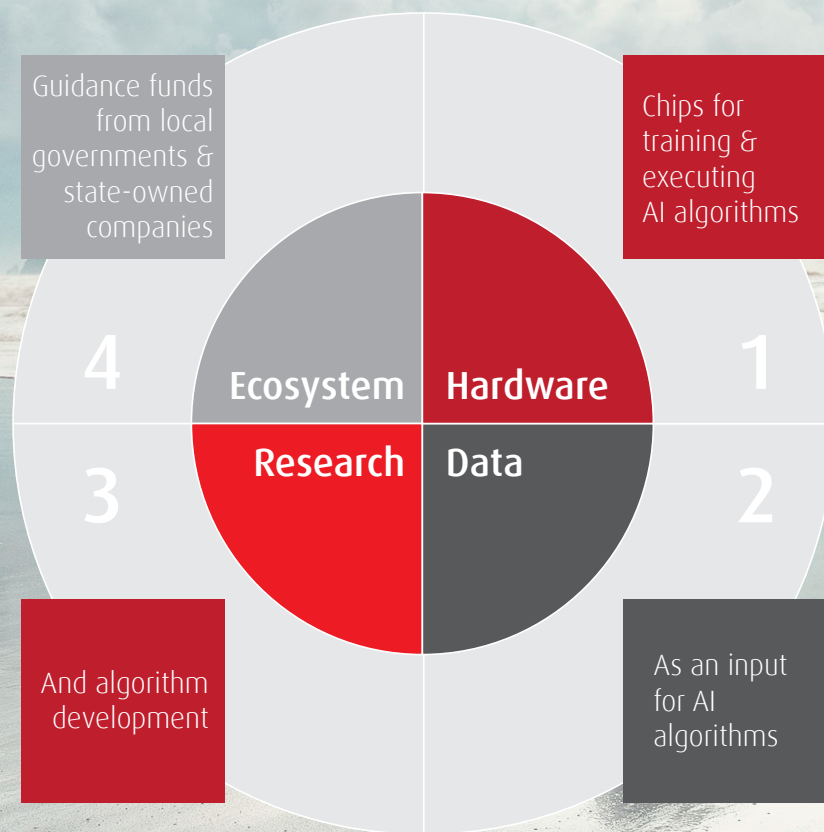 Guidance funds
from local
governments &
state-owned
companies
Chips for
training &
executing
AI algorithms
4
1
Ecosystem
Hardware
Research
Data
3
2
And algorithm
development
As an input
for AI
algorithms